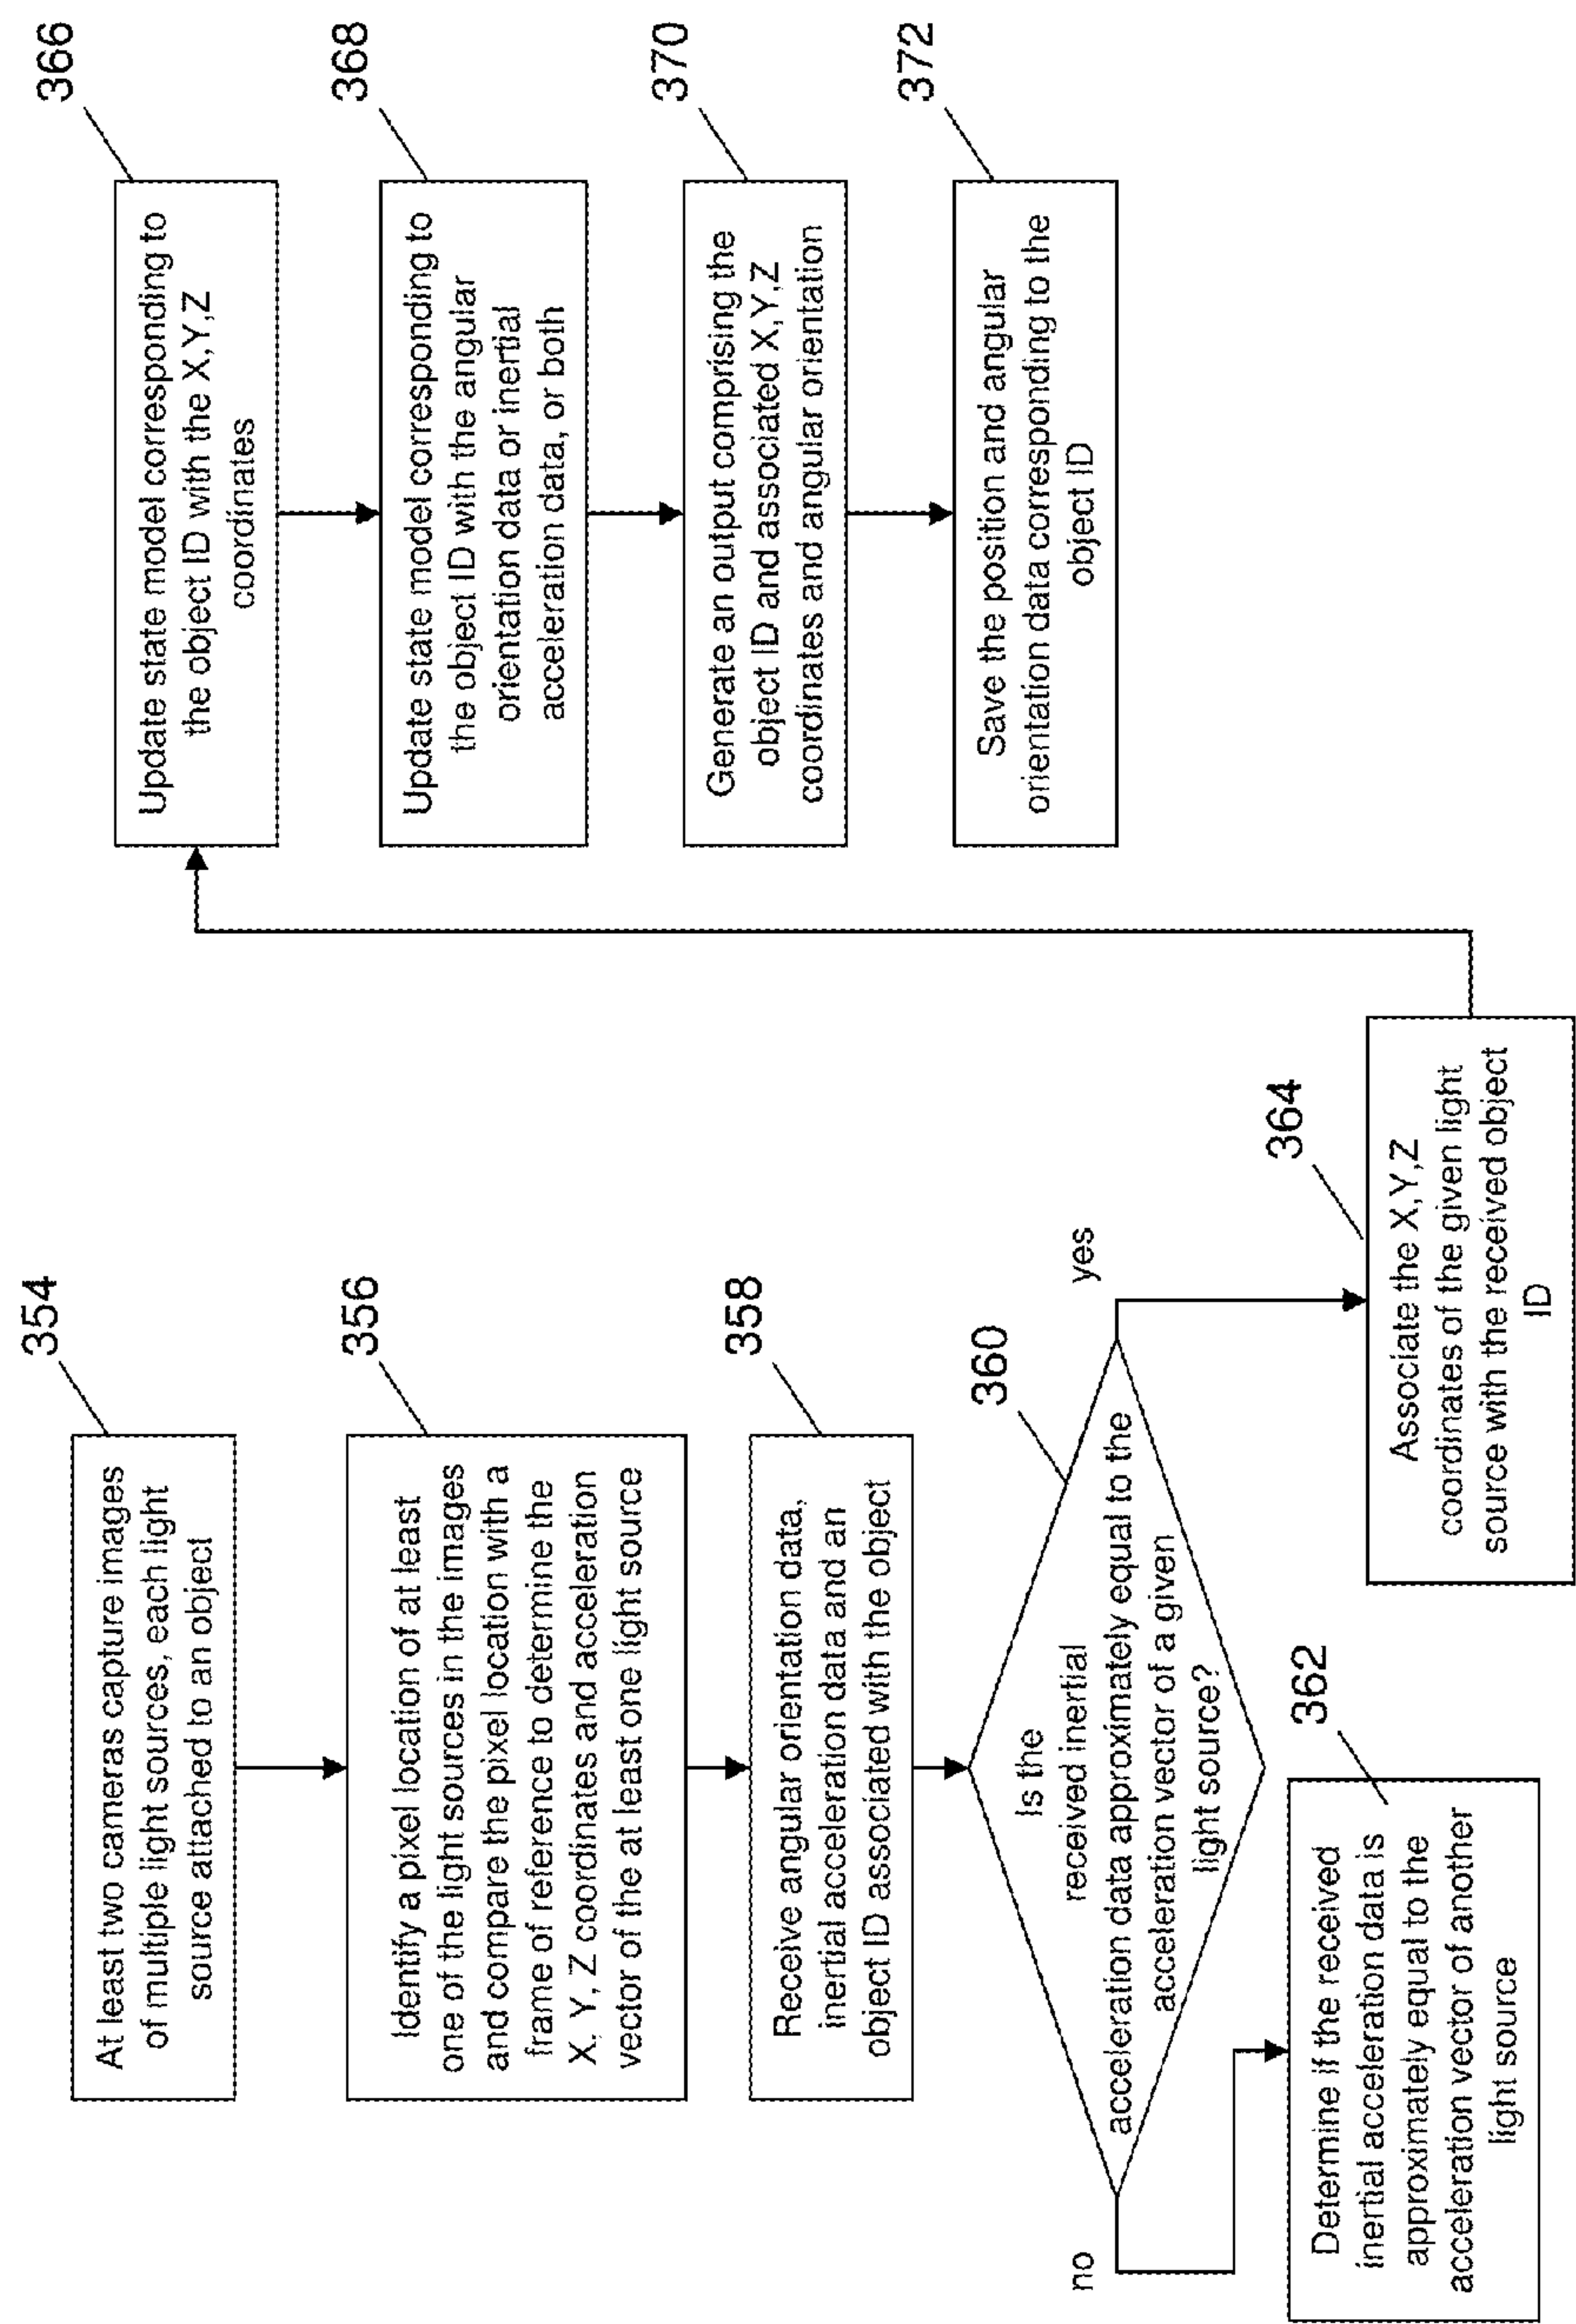 354
At least two cameras capture images
of multiple light sources, each light
source attached to an object
356
Identify a pixel location of at least
one of the light sources in the images
and compare the pixel location with a
frame of reference to determine the
X, Y, Z coordinates and acceleration
vector of the at least one light source
358
Receive angular orientation data,
inertial acceleration data and an
object ID associated with the object
360
Is the
received inertial
acceleration data approximately equal to the
acceleration vector of a given
light source?
no
yes
362
Determine if the received
inertial acceleration data is
approximately equal to the
acceleration vector of another
light source
364
Associate the X,Y,Z
coordinates of the given light
source with the received object
ID
366
Update state model corresponding to
the object ID with the X,Y,Z
coordinates
368
Update state model corresponding to
the object ID with the angular
orientation data or inertial
acceleration data, or both
370
Generate an output comprising the
object ID and associated X,Y,Z
coordinates and angular orientation
372
Save the position and angular
orientation data corresponding to the
object ID